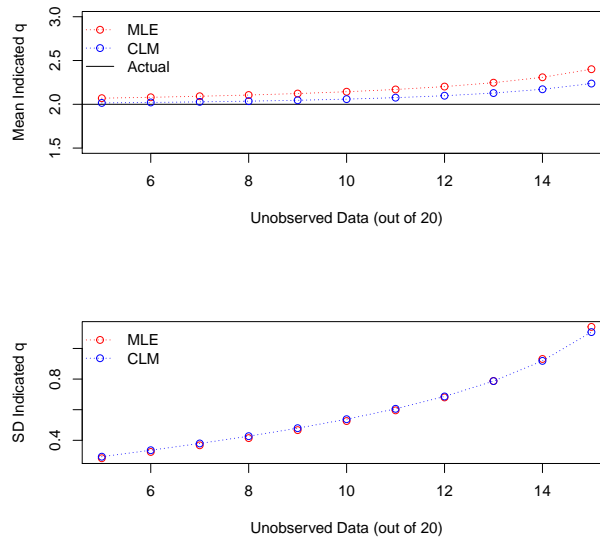 Mean Indicated q
3.0
2.5
2.0
1.5
MLE
CLM
Actual
6 8 10 12 14
Unobserved Data (out of 20)
SD Indicated q
0.8
0.4
MLE
CLM
6 8 10 12 14
Unobserved Data (out of 20)